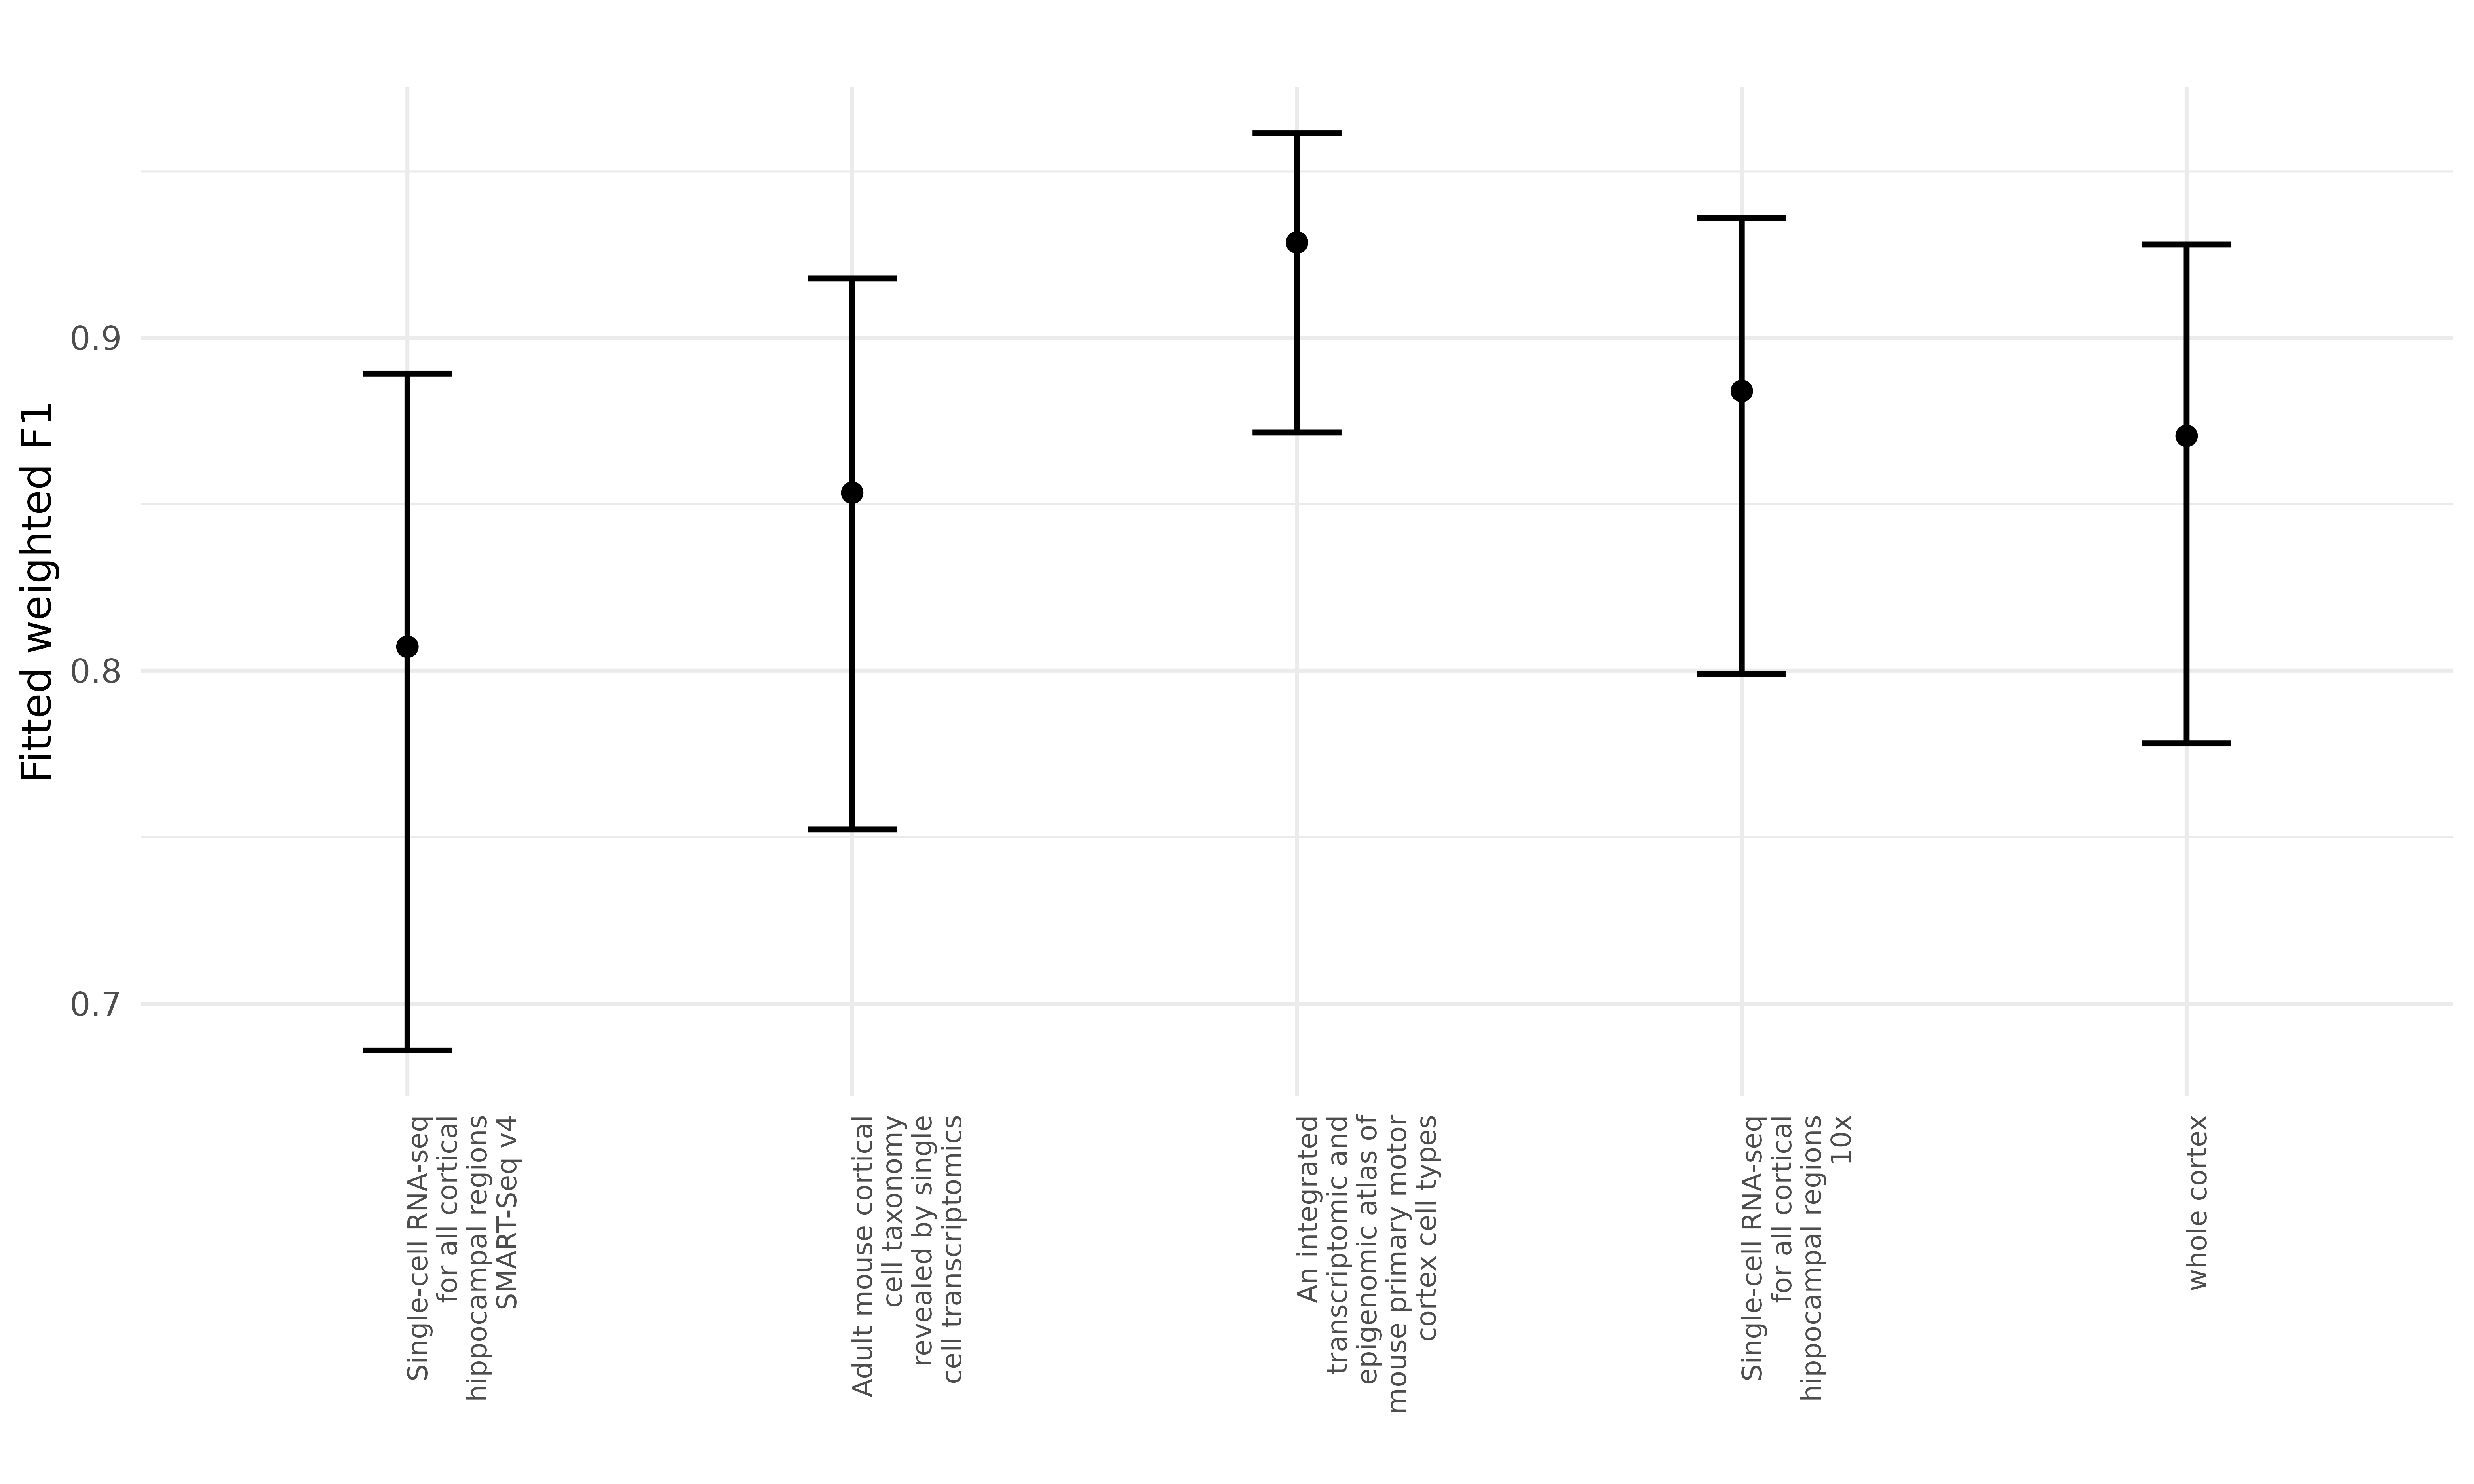 Fitted weighted F1
0.9
0.8
0.7
Single-cell RNA-seq
for all cortical
hippocampal regions
SMART-Seq v4
Adult mouse cortical
cell taxonomy
revealed by single
cell transcriptomics
An integrated
transcriptomic and
epigenomic atlas of
mouse primary motor
cortex cell types
Single-cell RNA-seq
for all cortical
hippocampal regions
10x
whole cortex